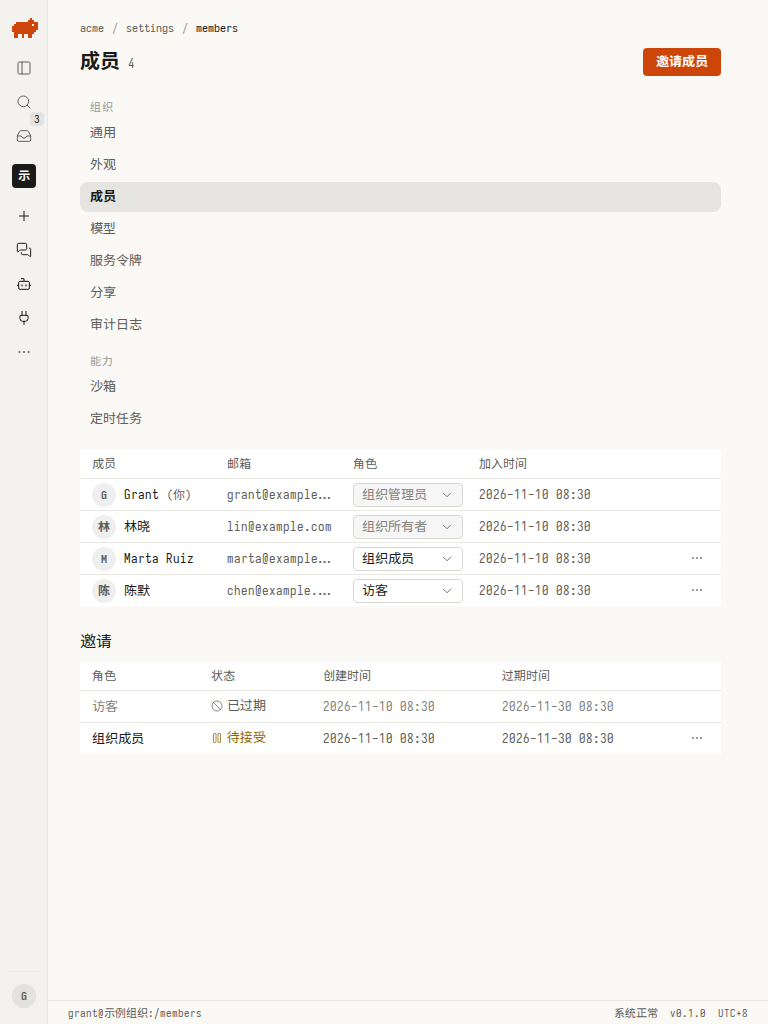 acme / settings / members
成员 4
邀请成员
3
示
组织
通用
外观
成员
模型
服务令牌
分享
审计日志
能力
沙箱
定时任务
成员 邮箱 角色 加入时间
G Grant (你) grant@example... 组织管理员 2026-11-10 08:30
林 林晓 lin@example.com 组织所有者 2026-11-10 08:30
M Marta Ruiz marta@example... 组织成员 2026-11-10 08:30
陈 陈默 chen@example.... 访客 2026-11-10 08:30
邀请
角色 状态 创建时间 过期时间
访客 已过期 2026-11-10 08:30 2026-11-30 08:30
组织成员 待接受 2026-11-10 08:30 2026-11-30 08:30
G
grant@示例组织:/members 系统正常 v0.1.0 UTC+8